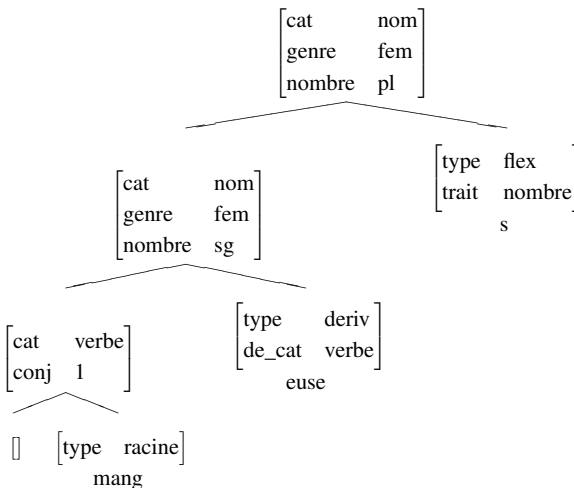 cat nom
genre fem
nombre pl
type flex
trait nombre
s
cat nom
genre fem
nombre sg
type deriv
de_cat verbe
euse
cat verbe
conj 1
[]
[type racine]
mang